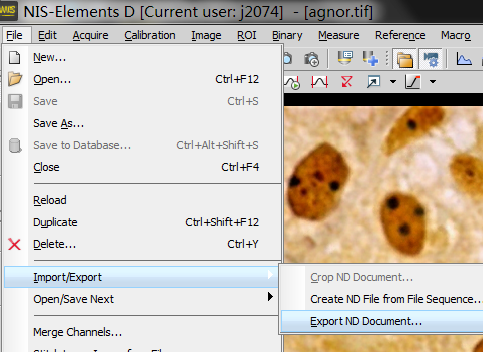 NIS-Elements D [Current user: j2074] - [agnor.tif]
File Edit Acquire Calibration Image ROI Binary Measure Reference Macro
New...
Open... Ctrl+F12
Save Ctrl+S
Save As...
Save to Database... Ctrl+Alt+Shift+S
Close Ctrl+F4
Reload
Duplicate Ctrl+Shift+F12
Delete... Ctrl+Y
Import/Export
Crop ND Document...
Open/Save Next
Create ND File from File Sequence...
Export ND Document...
Merge Channels...